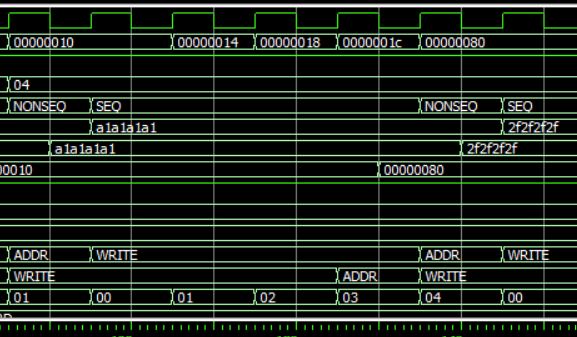 00000010 00000014 00000018 0000001c 00000080
04
NONSEQ SEQ NONSEQ SEQ
a1a1a1a1 2f2f2f2f
a1a1a1a1 2f2f2f2f
00010 00000080
ADDR WRITE ADDR WRITE
WRITE ADDR WRITE
01 00 01 02 03 04 00